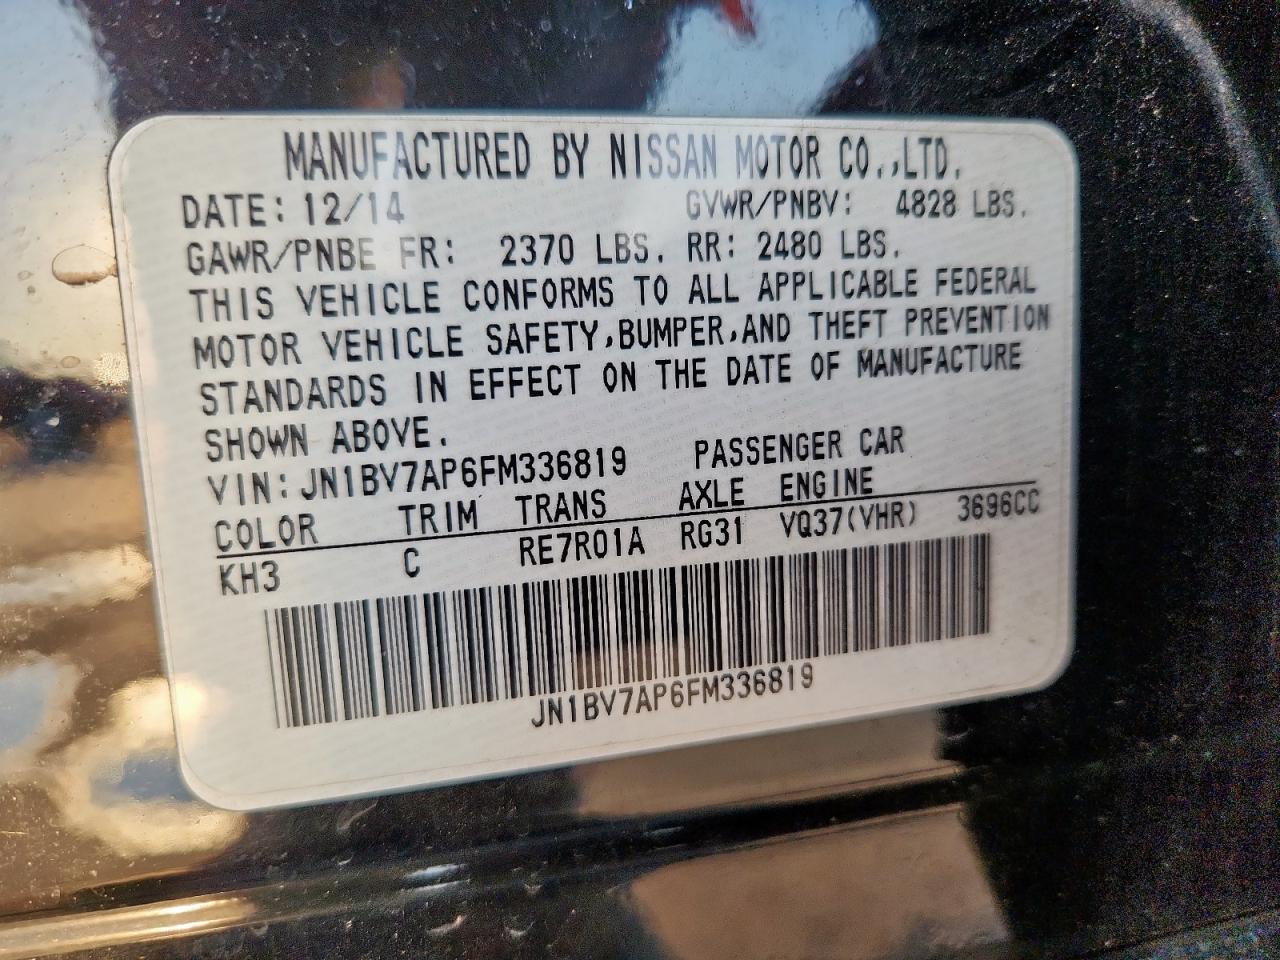 MANUFACTURED BY NISSAN MOTOR CO.,LTD.
DATE: 12/14 GVWR/PNBV: 4828 LBS.
GAWR/PNBE FR: 2370 LBS. RR: 2480 LBS.
THIS VEHICLE CONFORMS TO ALL APPLICABLE FEDERAL
MOTOR VEHICLE SAFETY,BUMPER,AND THEFT PREVENTION
STANDARDS IN EFFECT ON THE DATE OF MANUFACTURE
SHOWN ABOVE.
VIN: JN1BV7AP6FM336819 PASSENGER CAR
COLOR TRIM TRANS AXLE ENGINE
KH3 C RE7R01A RG31 VQ37(VHR) 3696CC
JN1BV7AP6FM336819